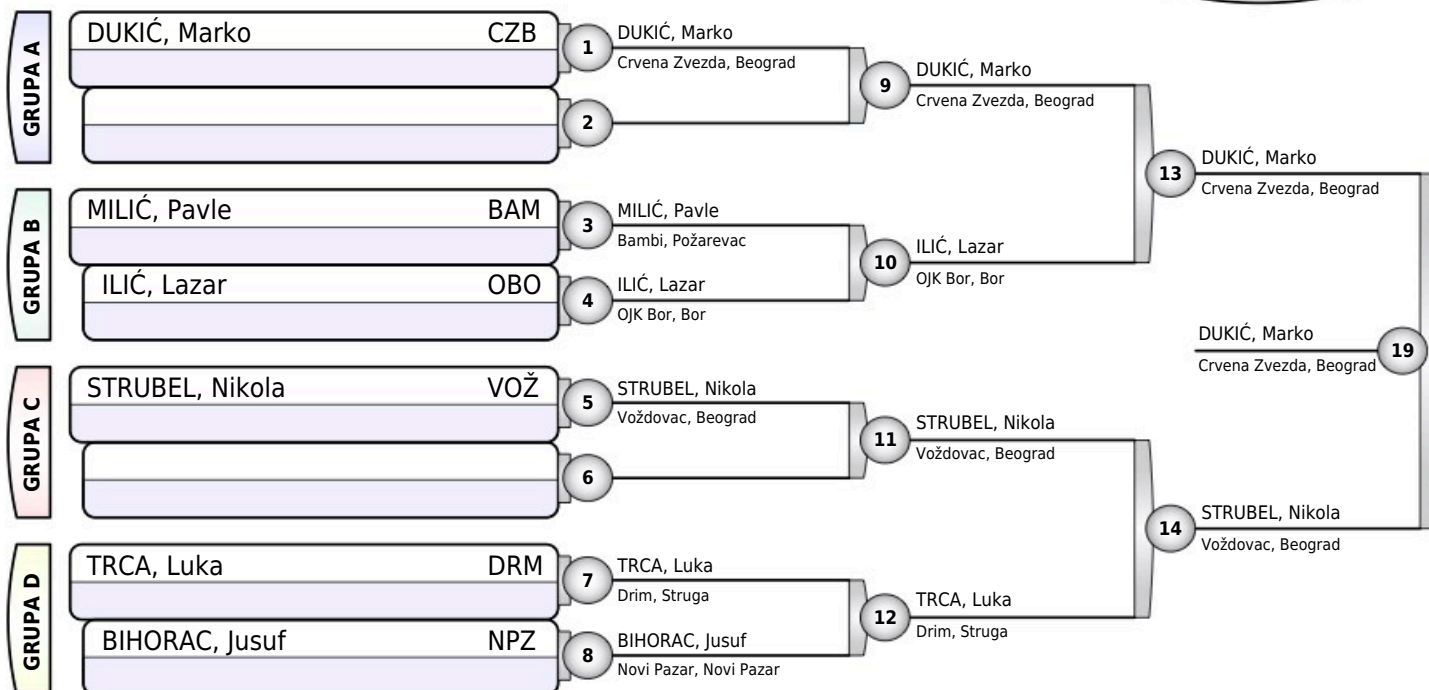 GRUPA A
DUKIĆ, Marko CZB
1
DUKIĆ, Marko
Crvena Zvezda, Beograd
2
9
DUKIĆ, Marko
Crvena Zvezda, Beograd
GRUPA B
MILIĆ, Pavle BAM
3
MILIĆ, Pavle
Bambi, Požarevac
ILIĆ, Lazar OBO
4
ILIĆ, Lazar
OJK Bor, Bor
10
ILIĆ, Lazar
OJK Bor, Bor
13
DUKIĆ, Marko
Crvena Zvezda, Beograd
GRUPA C
STRUBEL, Nikola VOŽ
5
STRUBEL, Nikola
Voždovac, Beograd
6
11
STRUBEL, Nikola
Voždovac, Beograd
GRUPA D
TRCA, Luka DRM
7
TRCA, Luka
Drim, Struga
BIHORAC, Jusuf NPZ
8
BIHORAC, Jusuf
Novi Pazar, Novi Pazar
12
TRCA, Luka
Drim, Struga
14
STRUBEL, Nikola
Voždovac, Beograd
DUKIĆ, Marko
Crvena Zvezda, Beograd
19